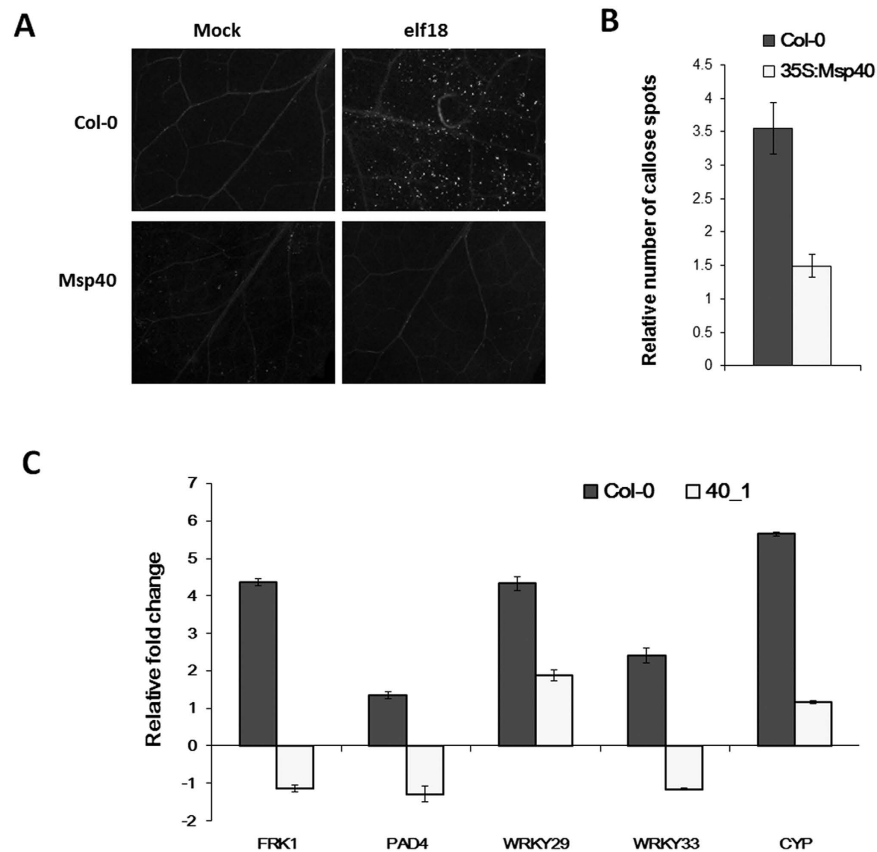 A
Mock
elf18
Col-0
Msp40
B
Col-0
35S:Msp40
Relative number of callose spots
4.5
4
3.5
3
2.5
2
1.5
1
0.5
0
C
Col-0
40_1
Relative fold change
7
6
5
4
3
2
1
0
-1
-2
FRK1
PAD4
WRKY29
WRKY33
CYP